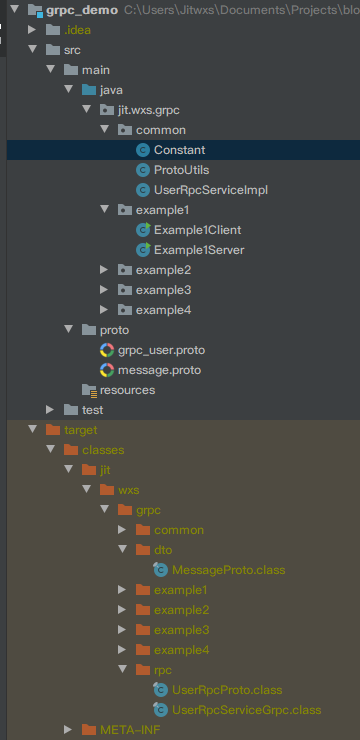 grpc_demo C:\Users\Jitwxs\Documents\Projects\blo
.idea
src
main
java
jit.wxs.grpc
common
Constant
ProtoUtils
UserRpcServiceImpl
example1
Example1Client
Example1Server
example2
example3
example4
proto
grpc_user.proto
message.proto
resources
test
target
classes
jit
wxs
grpc
common
dto
MessageProto.class
example1
example2
example3
example4
rpc
UserRpcProto.class
UserRpcServiceGrpc.class
META-INF